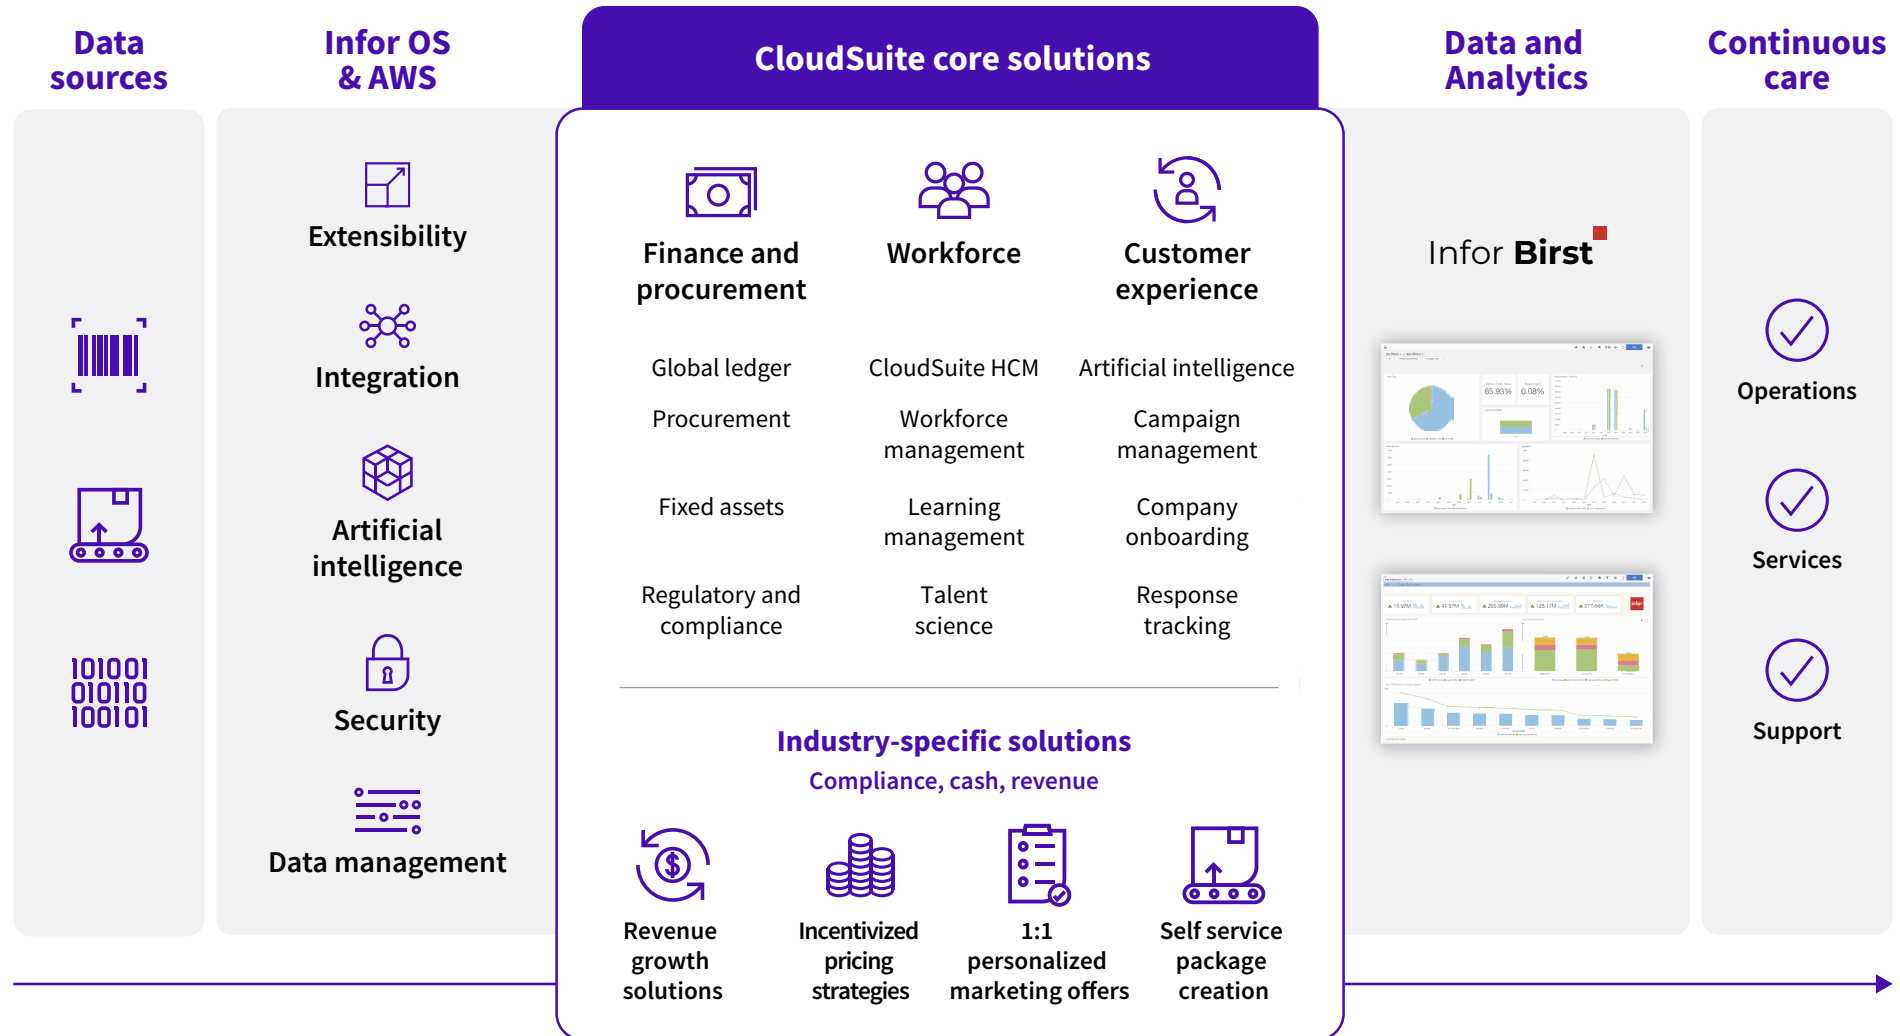 Data
sources
Infor OS
& AWS
CloudSuite core solutions
Data and
Analytics
Continuous
care
Extensibility
Integration
Artificial
intelligence
Security
Data management
101001
010110
100101
Finance and
procurement
Global ledger
Procurement
Fixed assets
Regulatory and
compliance
Workforce
CloudSuite HCM
Workforce
management
Learning
management
Talent
science
Customer
experience
Artificial intelligence
Campaign
management
Company
onboarding
Response
tracking
Industry-specific solutions
Compliance, cash, revenue
Revenue
growth
solutions
Incentivized
pricing
strategies
1:1
personalized
marketing offers
Self service
package
creation
Infor Birst
65.93%
0.08%
Operations
Services
Support